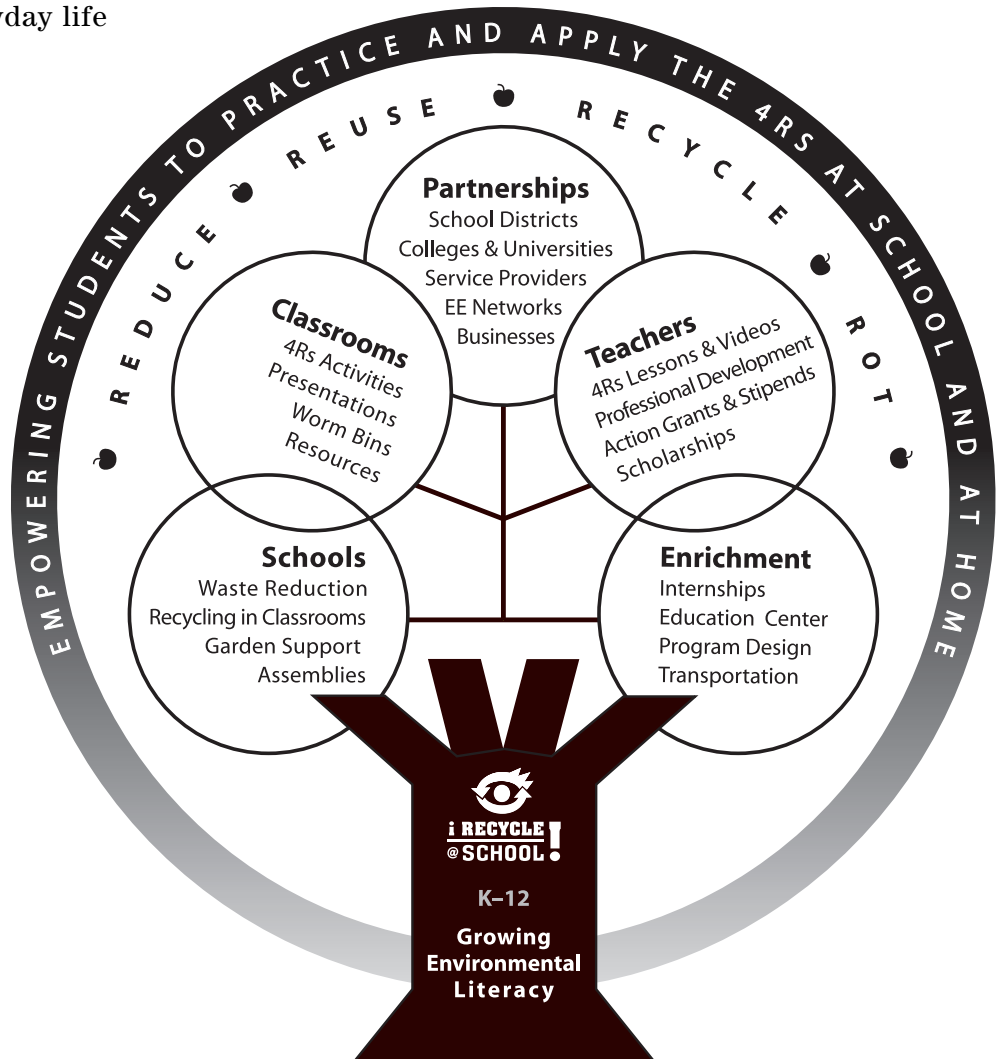 yday life
EMPOWERING STUDENTS TO PRACTICE AND APPLY THE 4RS AT SCHOOL AND AT HOME
REDUCE REUSE RECYCLE ROT
Partnerships
School Districts
Colleges & Universities
Service Providers
EE Networks
Businesses
Classrooms
4Rs Activities
Presentations
Worm Bins
Resources
Teachers
4Rs Lessons & Videos
Professional Development
Action Grants & Stipends
Scholarships
Schools
Waste Reduction
Recycling in Classrooms
Garden Support
Assemblies
Enrichment
Internships
Education Center
Program Design
Transportation
i RECYCLE
@ SCHOOL!
K–12
Growing
Environmental
Literacy